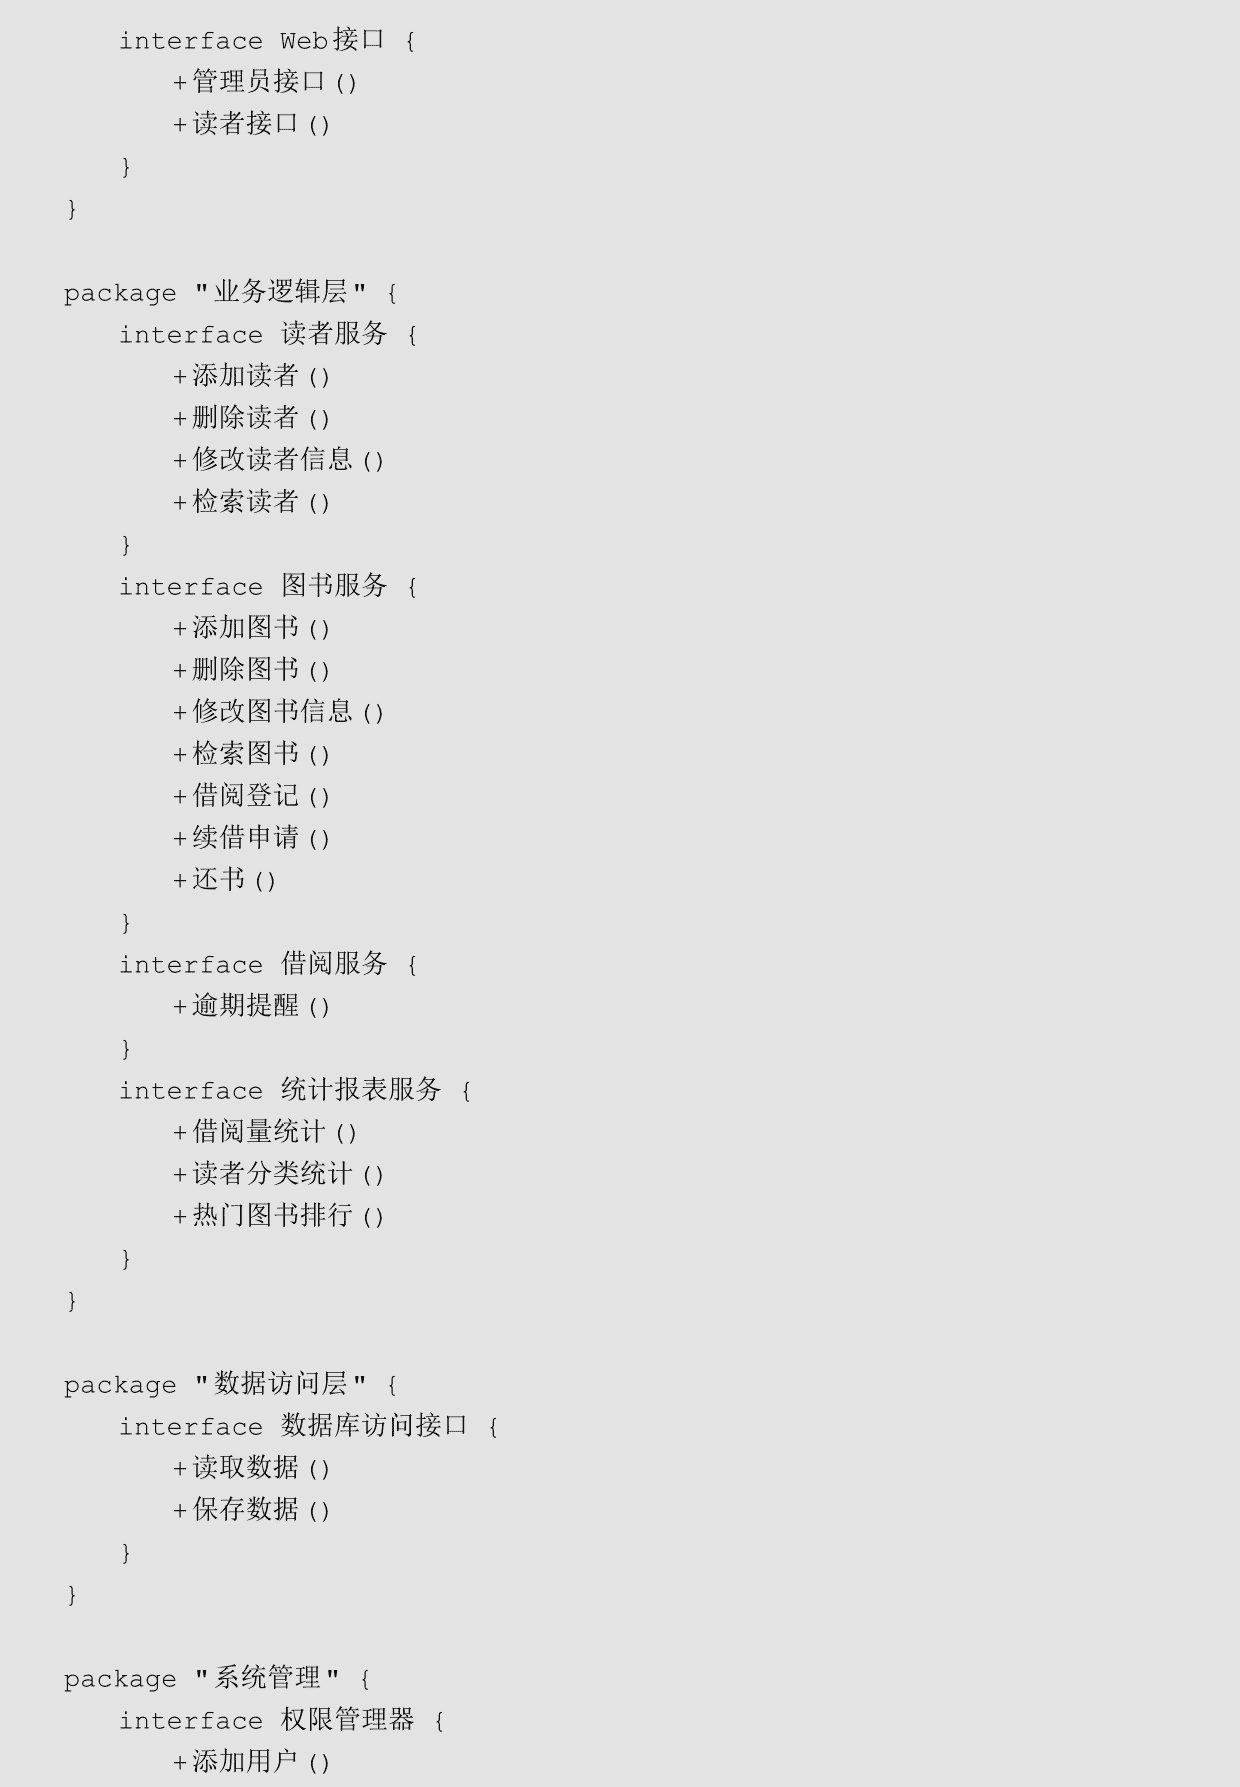 interface Web接口 {
+管理员接口()
+读者接口()
}
}
package "业务逻辑层" {
interface 读者服务 {
+添加读者()
+删除读者()
+修改读者信息()
+检索读者()
}
interface 图书服务 {
+添加图书()
+删除图书()
+修改图书信息()
+检索图书()
+借阅登记()
+续借申请()
+还书()
}
interface 借阅服务 {
+逾期提醒()
}
interface 统计报表服务 {
+借阅量统计()
+读者分类统计()
+热门图书排行()
}
}
package "数据访问层" {
interface 数据库访问接口 {
+读取数据()
+保存数据()
}
}
package "系统管理" {
interface 权限管理器 {
+添加用户()